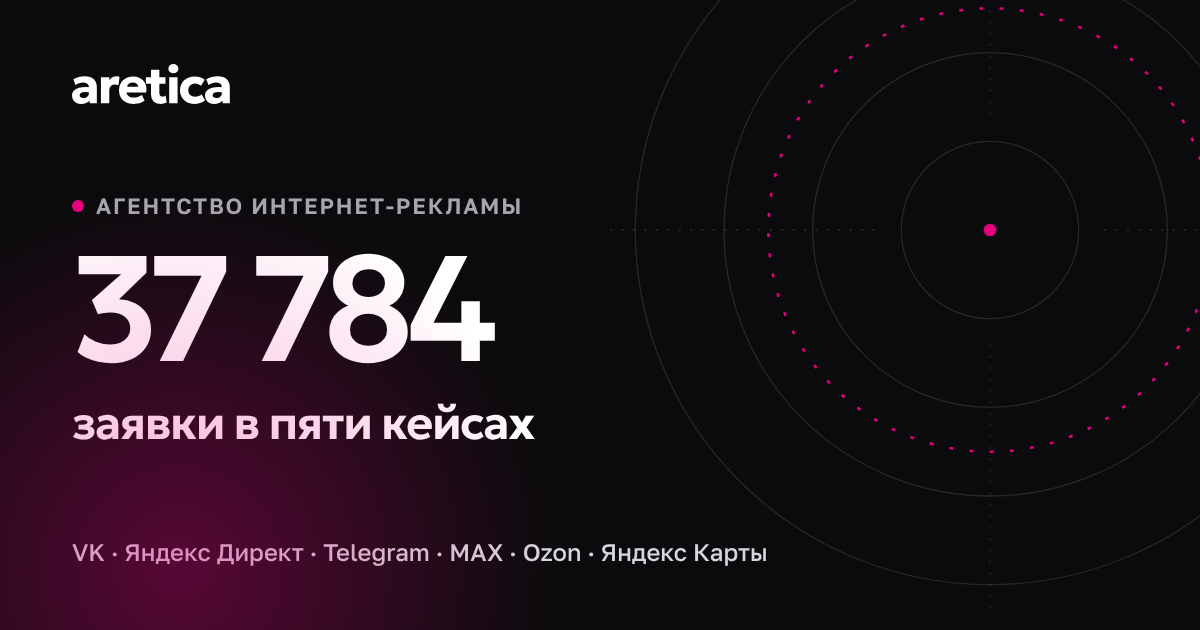 aretica
АГЕНТСТВО ИНТЕРНЕТ-РЕКЛАМЫ
37 784
заявки в пяти кейсах
VK · Яндекс Директ · Telegram · MAX · Ozon · Яндекс Карты